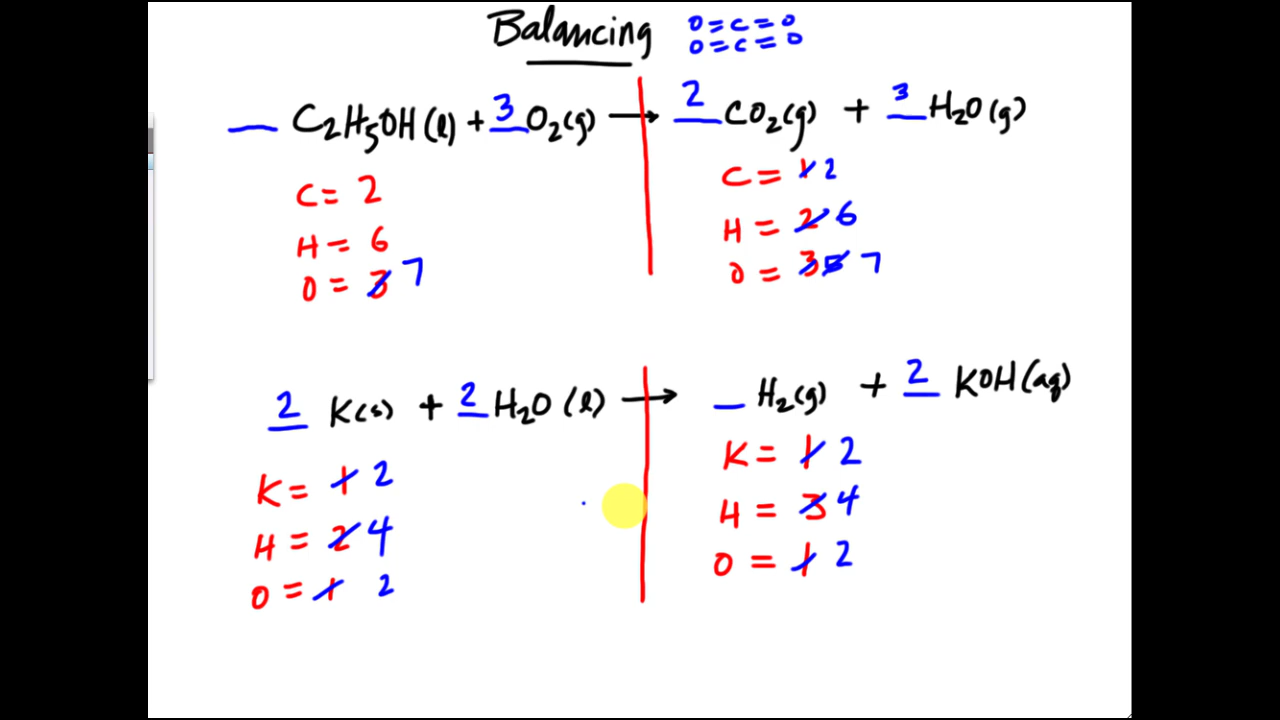 Balancing
O=C=O
O=C=O
_ C2H5OH(l) + 3 O2(g) → 2 CO2(g) + 3 H2O(g)
C = 2 C = 1 2
H = 6 H = 2 6
O = 3 7 O = 3 5 7
2 K(s) + 2 H2O(l) → _ H2(g) + 2 KOH(aq)
K = 1 2 K = 1 2
H = 2 4 H = 3 4
O = 1 2 O = 1 2